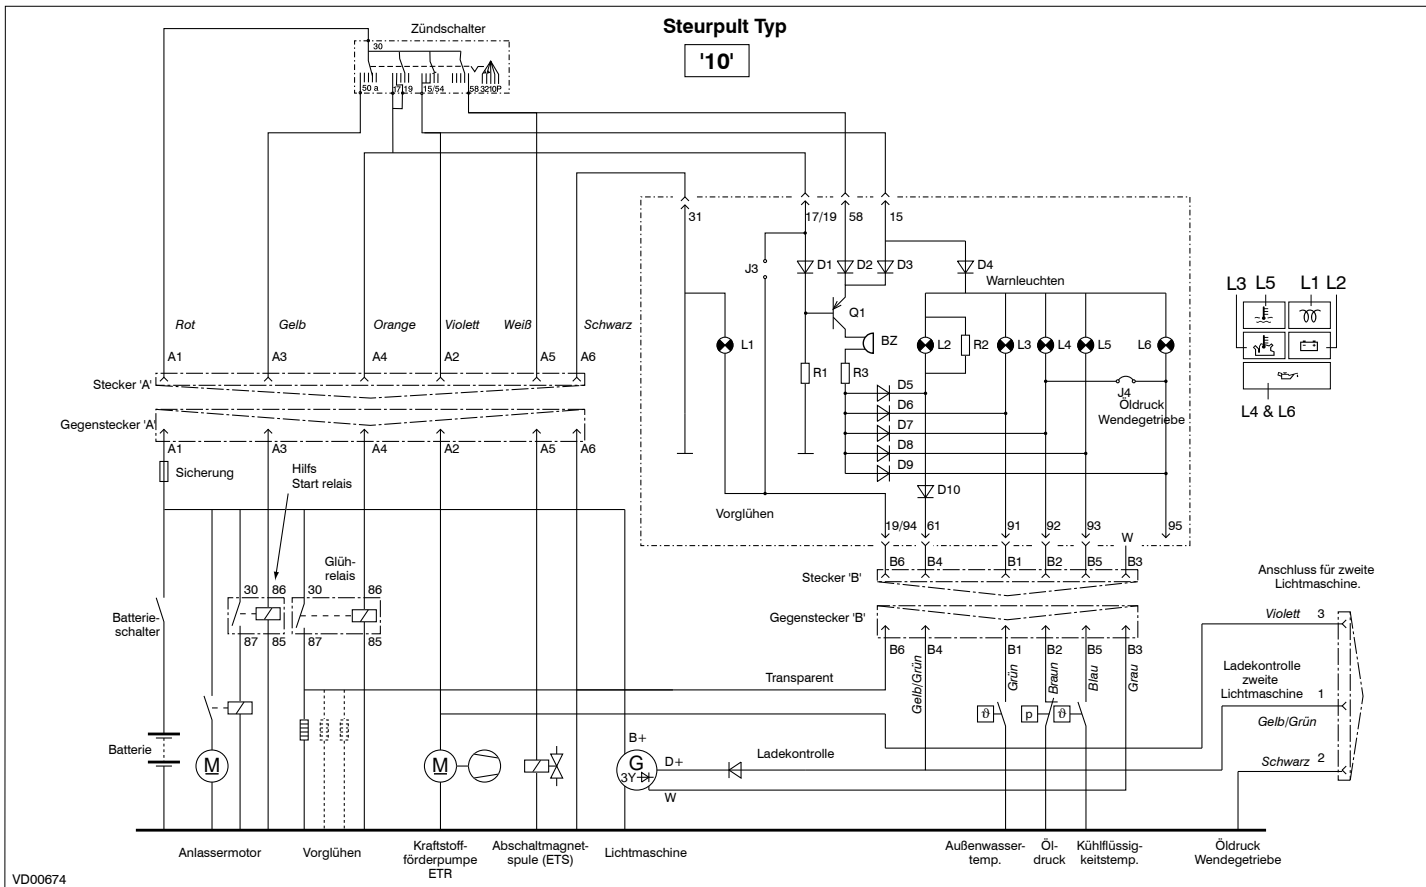 Steurpult Typ
'10'
Zündschalter
30
50 a
17/19
15/54
58
3210P
31
17/19
58
15
J3
D1
D2
D3
D4
Warnleuchten
Q1
BZ
L1
L2
R2
L3
L4
L5
L6
R1
R3
D5
D6
D7
D8
D9
D10
J4
Öldruck
Wendegetriebe
Vorglühen
L3 L5
L1 L2
L4 & L6
Rot
Gelb
Orange
Violett
Weiß
Schwarz
A1
A3
A4
A2
A5
A6
Stecker 'A'
Gegenstecker 'A'
A1
A3
A4
A2
A5
A6
Sicherung
Hilfs
Start relais
Glüh-
relais
30
86
30
86
87
85
87
85
Batterie-
schalter
Batterie
M
M
19/94
61
91
92
93
W
95
B6
B4
B1
B2
B5
B3
Stecker 'B'
Gegenstecker 'B'
B6
B4
B1
B2
B5
B3
Gelb/Grün
Grün
Braun
Blau
Grau
Transparent
ϑ
p
ϑ
B+
G
3Y
D+
W
Ladekontrolle
Anschluss für zweite
Lichtmaschine.
Violett 3
Ladekontrolle
zweite
Lichtmaschine 1
Gelb/Grün
Schwarz 2
Anlassermotor
Vorglühen
Kraftstoff-
förderpumpe
ETR
Abschaltmagnet-
spule (ETS)
Lichtmaschine
Außenwasser-
temp.
Öl-
druck
Kühlflüssig-
keitstemp.
Öldruck
Wendegetriebe
VD00674